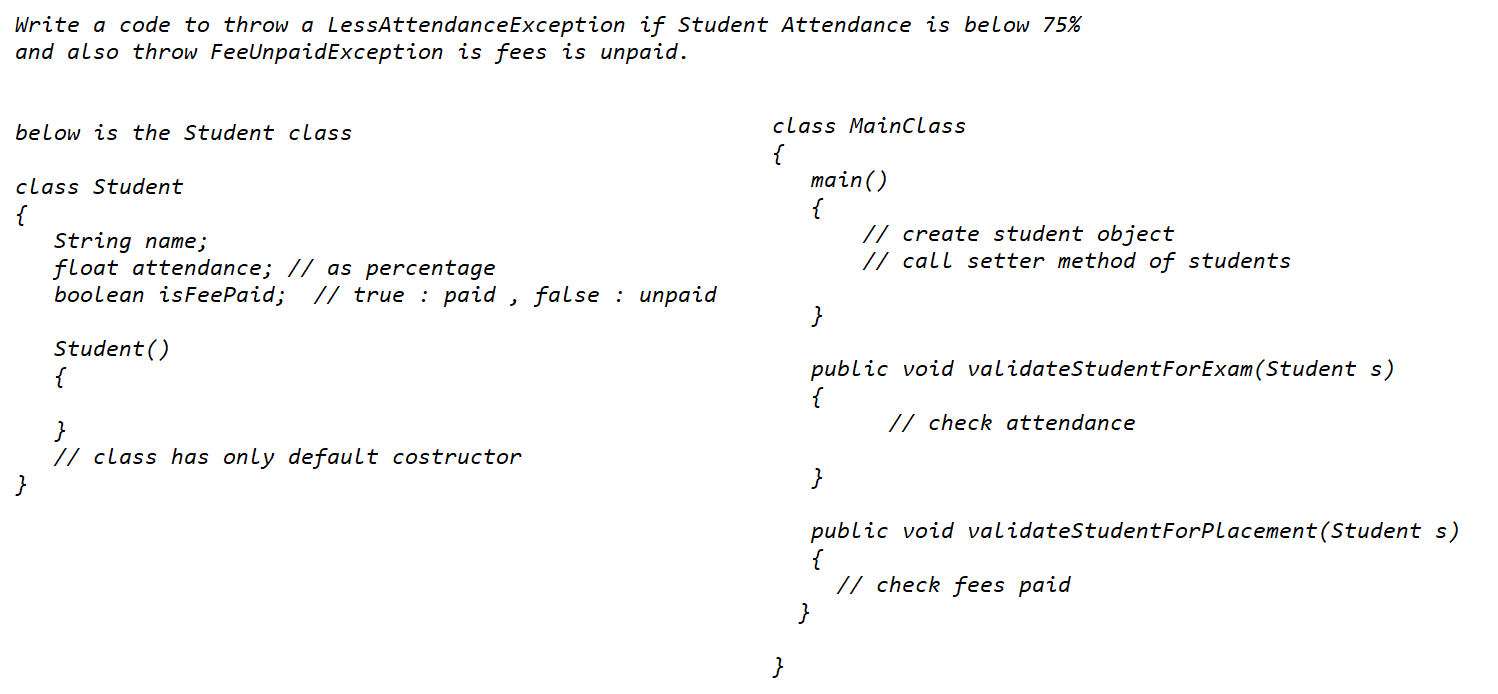 Write a code to throw a LessAttendanceException if Student Attendance is below 75%
and also throw FeeUnpaidException is fees is unpaid.
below is the Student class
class Student
{
String name;
float attendance; // as percentage
boolean isFeePaid;  // true : paid , false : unpaid
Student()
{
}
// class has only default costructor
}
class MainClass
{
main()
{
// create student object
// call setter method of students
}
public void validateStudentForExam(Student s)
{
// check attendance
}
public void validateStudentForPlacement(Student s)
{
// check fees paid
}
}